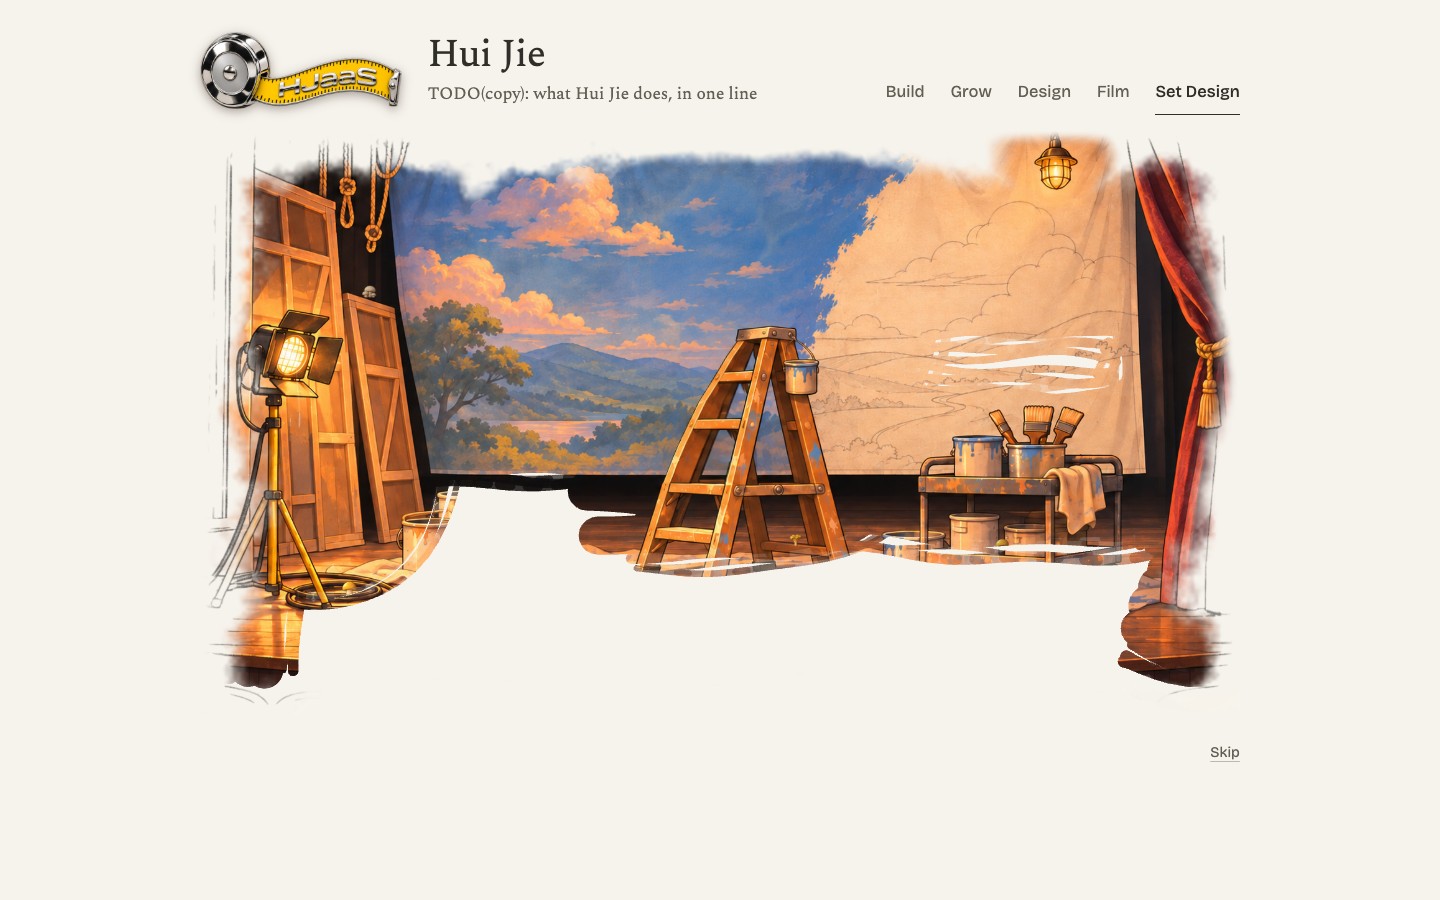 HJaaS
Hui Jie
TODO(copy): what Hui Jie does, in one line
Build
Grow
Design
Film
Set Design
Skip